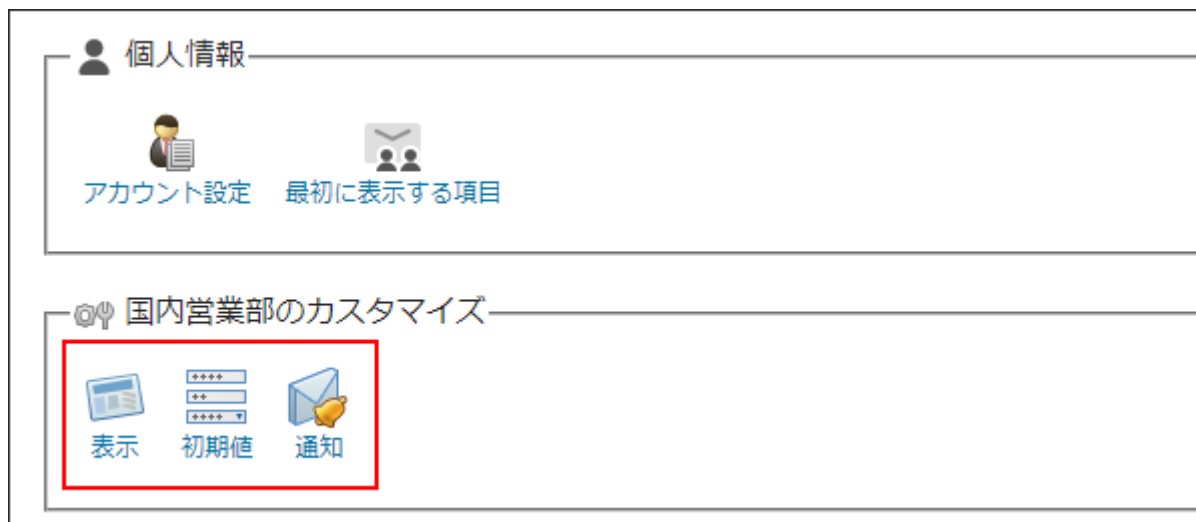 個人情報
アカウント設定 最初に表示する項目
国内営業部のカスタマイズ
表示 初期値 通知